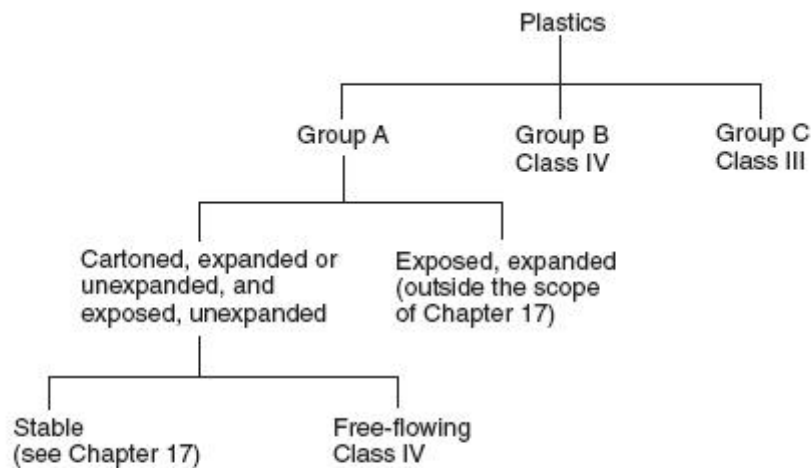 Plastics
Group A
Group B
Class IV
Group C
Class III
Cartoned, expanded or
unexpanded, and
exposed, unexpanded
Exposed, expanded
(outside the scope
of Chapter 17)
Stable
(see Chapter 17)
Free-flowing
Class IV